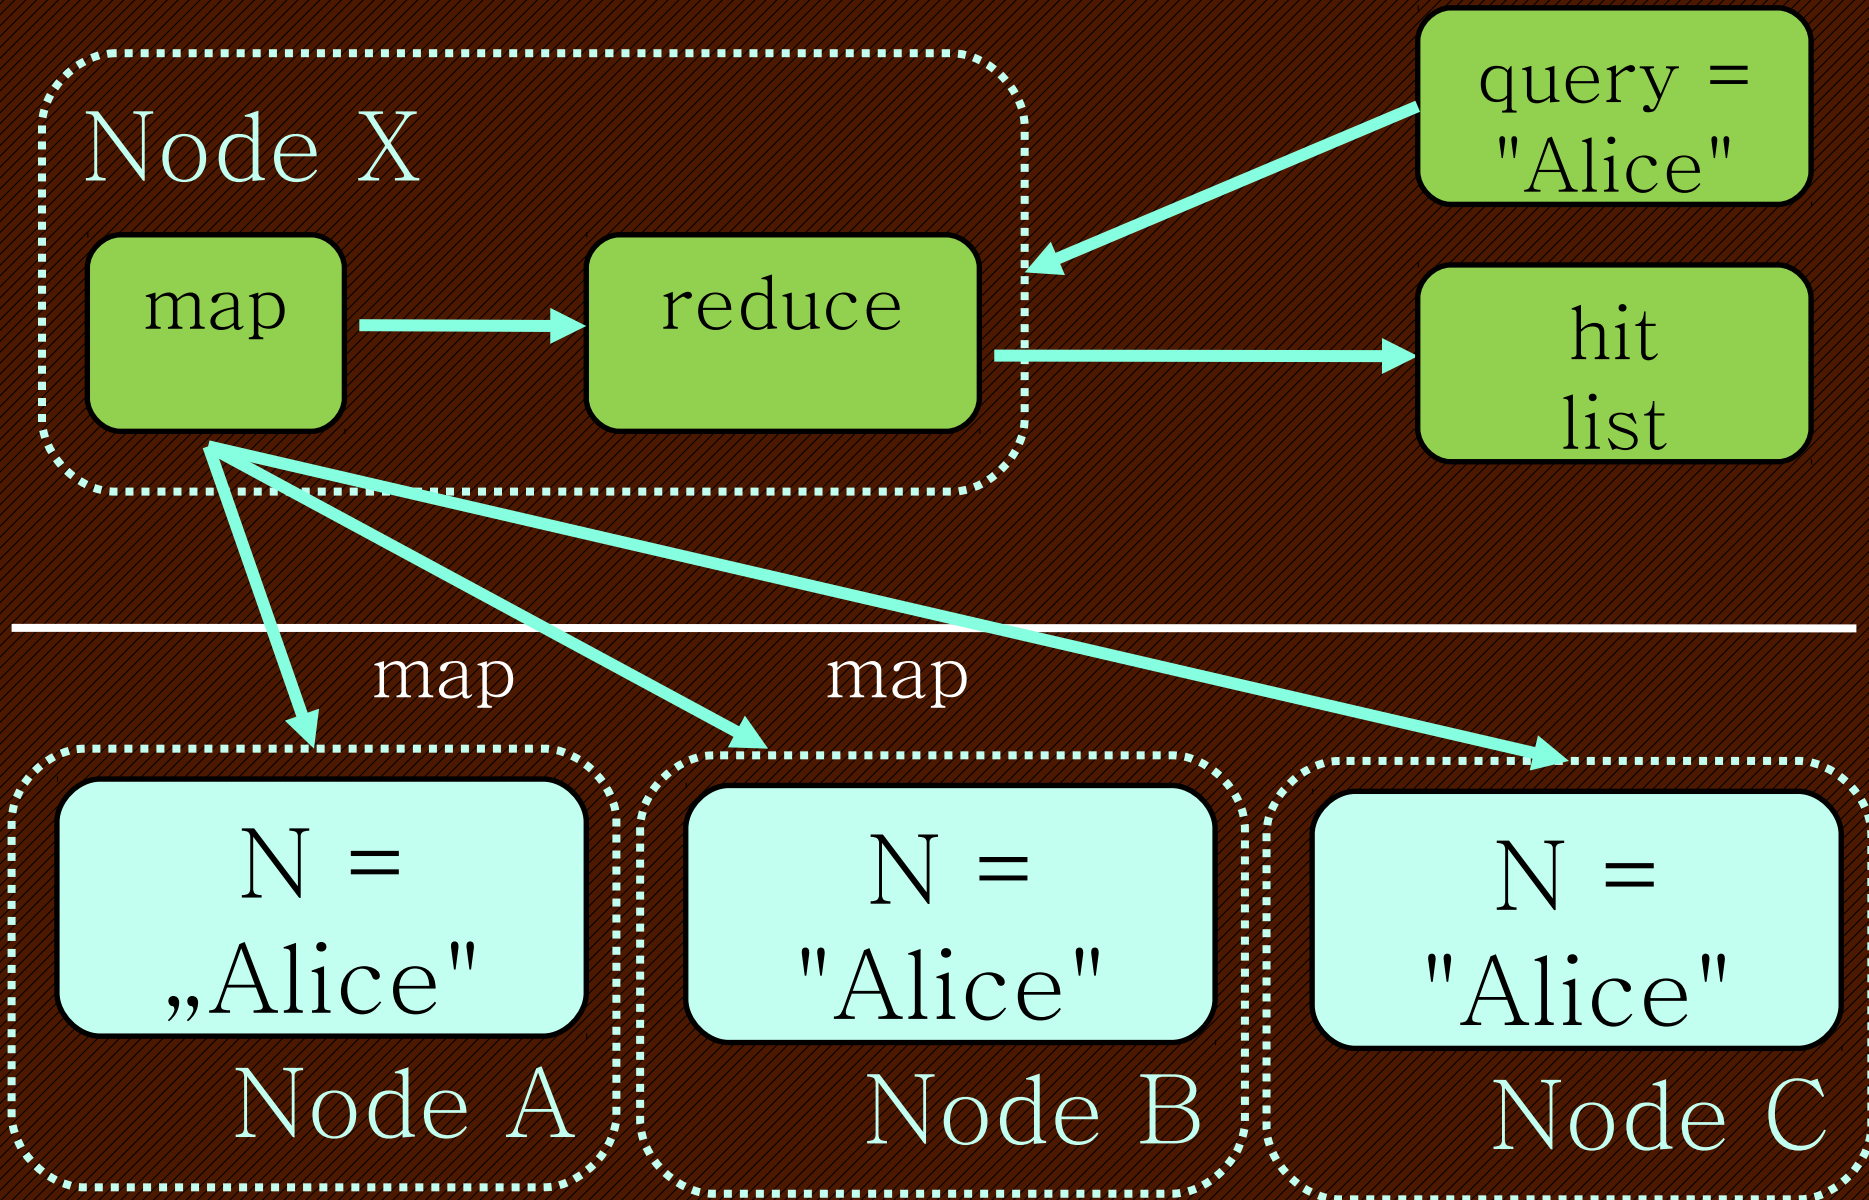 Node X
map
reduce
query =
"Alice"
hit
list
map
map
N =
„Alice"
Node A
N =
"Alice"
Node B
N =
"Alice"
Node C